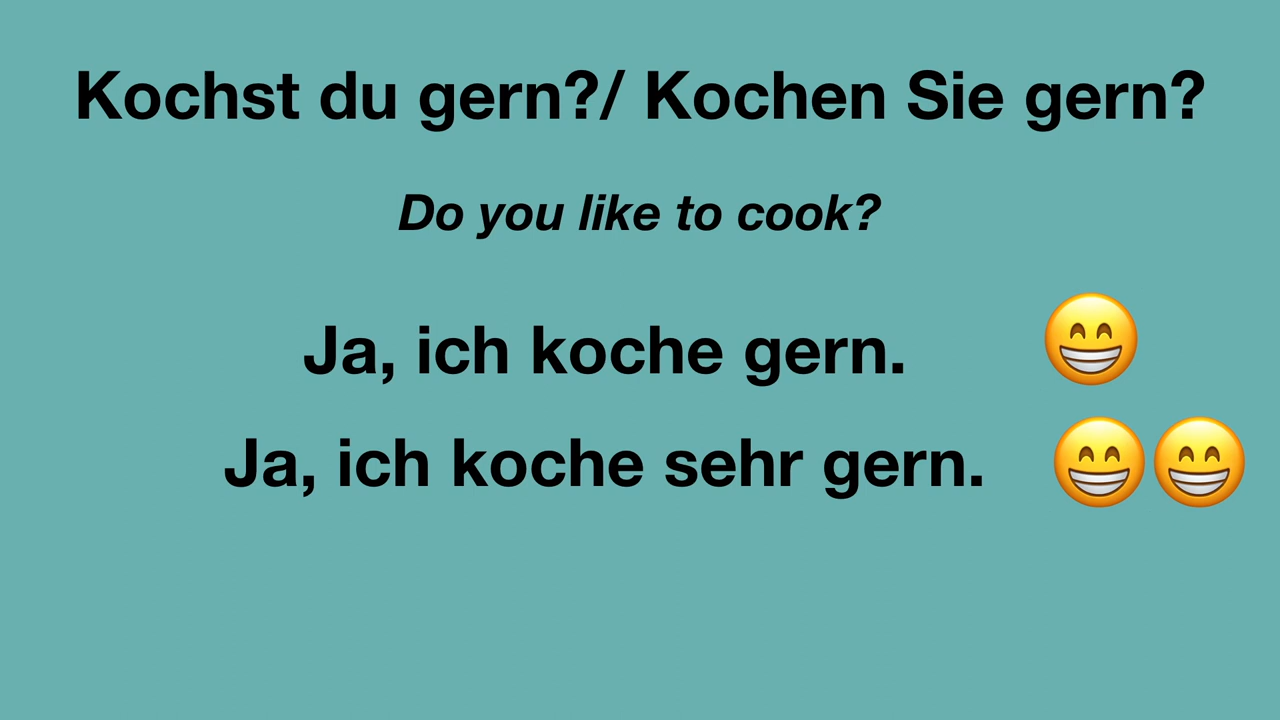 Kochst du gern?/ Kochen Sie gern?
Do you like to cook?
Ja, ich koche gern.
Ja, ich koche sehr gern.